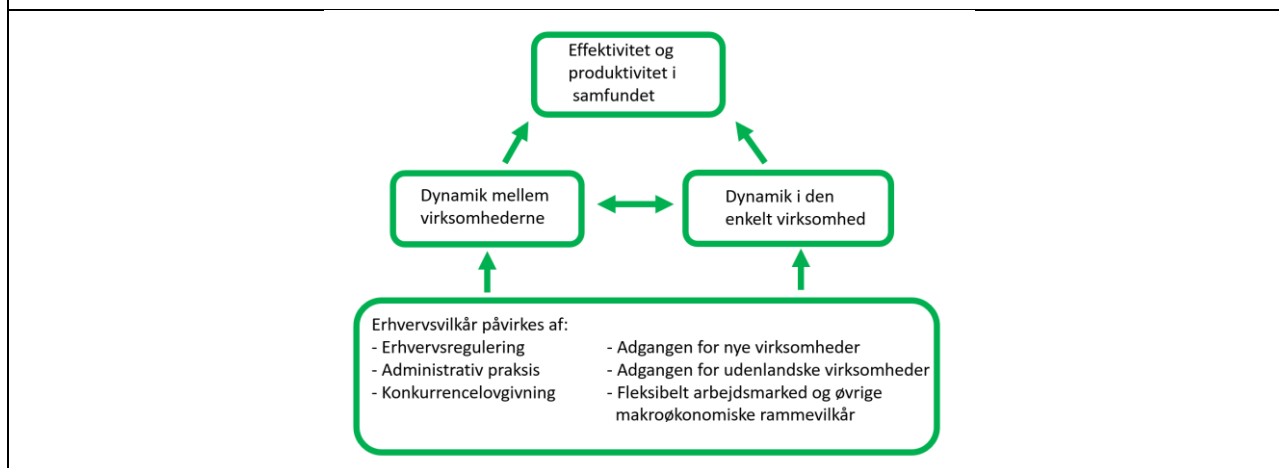 Effektivitet og
produktivitet i
samfundet
Dynamik mellem
virksomhederne
Dynamik i den
enkelt virksomhed
Erhvervsvilkår påvirkes af:
- Erhvervsregulering
- Administrativ praksis
- Konkurrencelovgivning
- Adgangen for nye virksomheder
- Adgangen for udenlandske virksomheder
- Fleksibelt arbejdsmarked og øvrige
makroøkonomiske rammevilkår